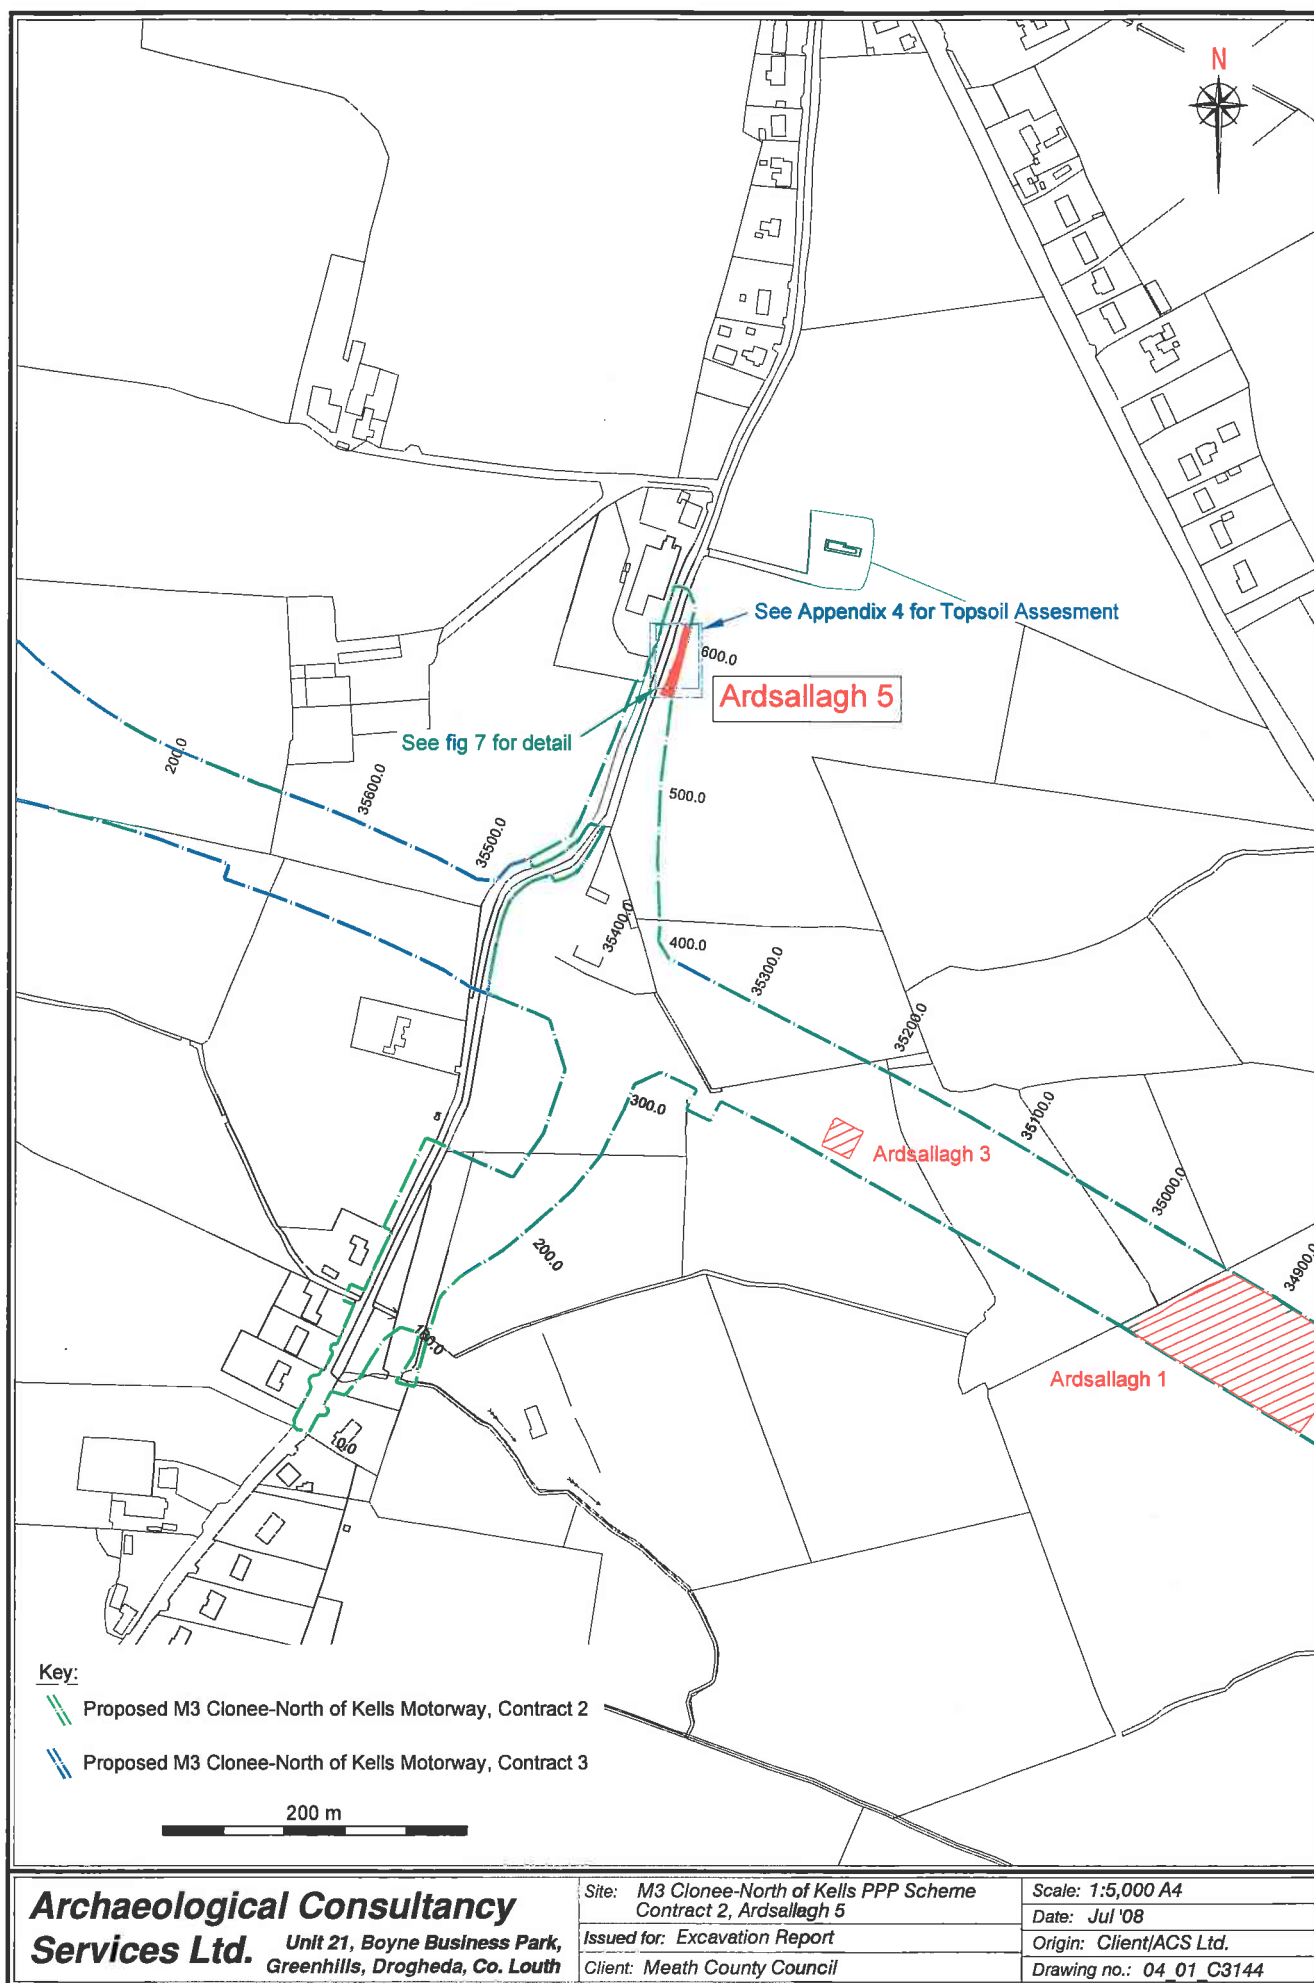 N
See Appendix 4 for Topsoil Assesment
600.0
Ardsallagh 5
See fig 7 for detail
200.0
35600.0
500.0
35500.0
35400.0
400.0
35300.0
35200.0
300.0
35100.0
Ardsallagh 3
35000.0
200.0
34900.0
Ardsallagh 1
Key:
Proposed M3 Clonee-North of Kells Motorway, Contract 2
Proposed M3 Clonee-North of Kells Motorway, Contract 3
200 m
Archaeological Consultancy
Services Ltd.
Unit 21, Boyne Business Park,
Greenhills, Drogheda, Co. Louth
Site: M3 Clonee-North of Kells PPP Scheme
Contract 2, Ardsallagh 5
Issued for: Excavation Report
Client: Meath County Council
Scale: 1:5,000 A4
Date: Jul '08
Origin: Client/ACS Ltd.
Drawing no.: 04_01_C3144